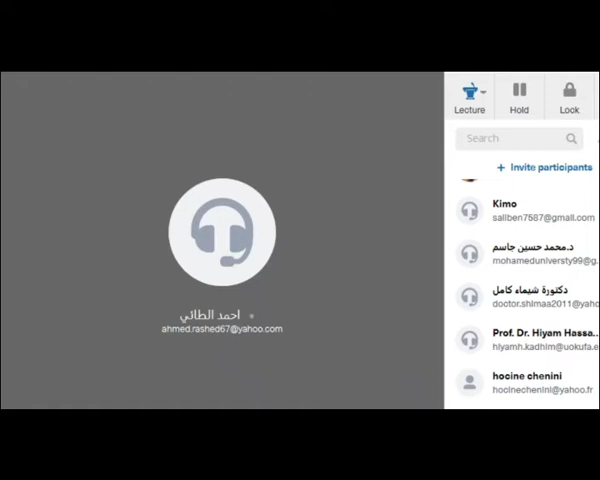 Lecture
Hold
Lock
Search
+ Invite participants
Kimo
saliben7587@gmail.com
د.محمد حسين جاسم
mohameduniversty99@g.
دكتورة شيماء كامل
doctor.shimaa2011@yaho
Prof. Dr. Hiyam Hassa..
hiyamh.kadhim@uokufa.e
hocine chenini
hocinechenini@yahoo.fr
احمد الطائي
ahmed.rashed67@yahoo.com